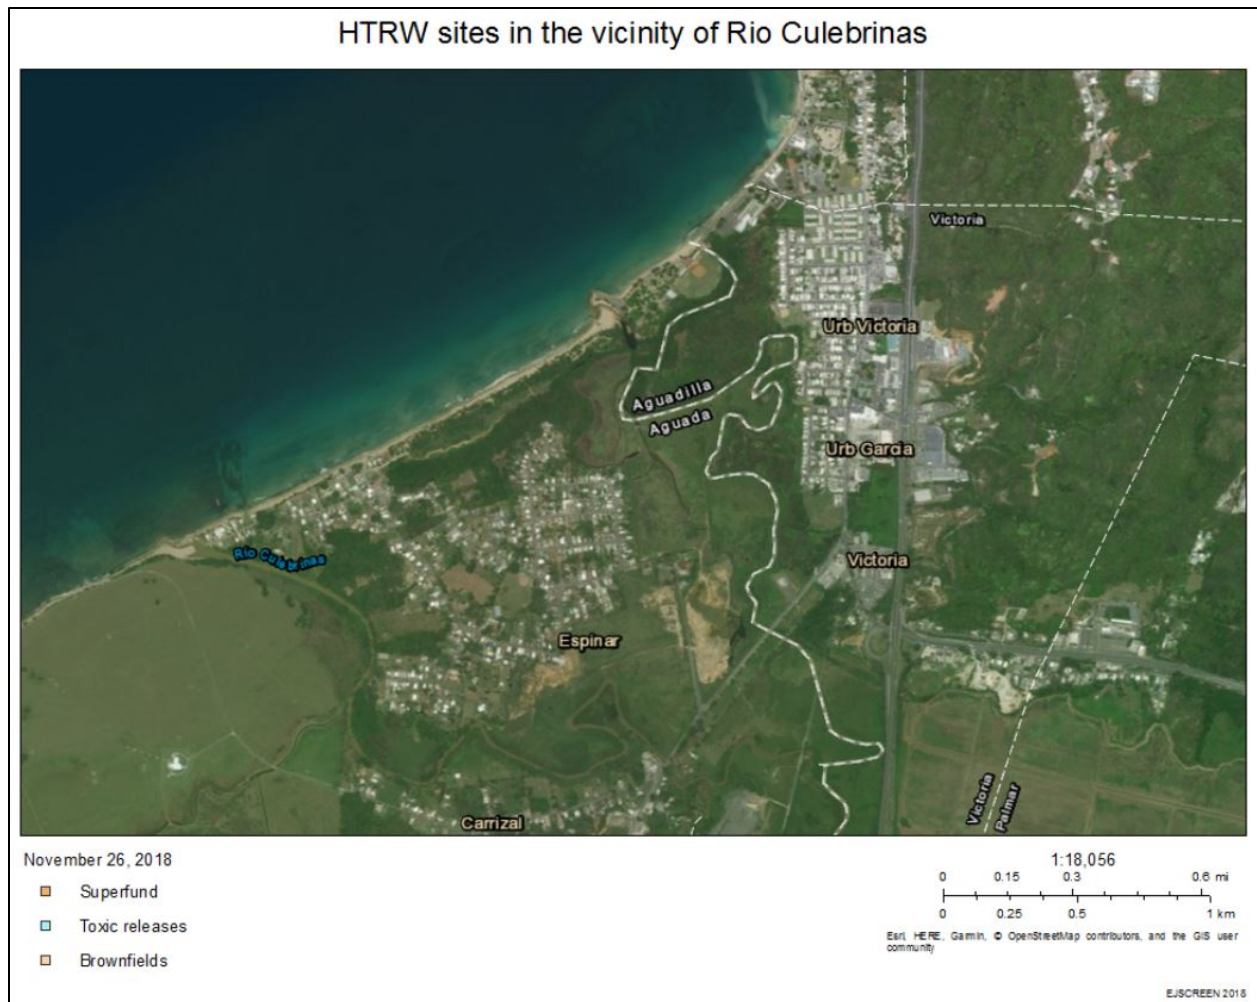 HTRW sites in the vicinity of Rio Culebrinas
Victoria
Urb Victoria
Aguadilla
Aguada
Urb Garcia
Río Culebrinas
Victoria
Espinar
Victoria
Palmar
Carrizal
November 26, 2018
Superfund
Toxic releases
Brownfields
1:18,056
0 0.15 0.3 0.6 mi
0 0.25 0.5 1 km
Esri, HERE, Garmin, © OpenStreetMap contributors, and the GIS user
community
EJSCREEN 2018